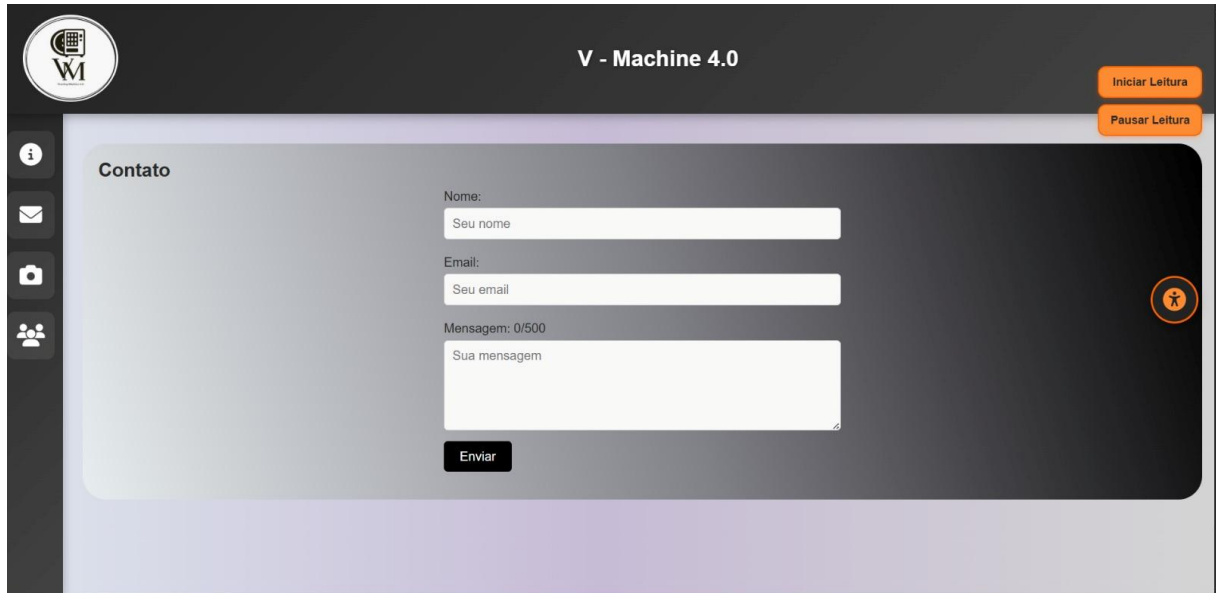 VM
V - Machine 4.0
Iniciar Leitura
Pausar Leitura
Contato
Nome:
Seu nome
Email:
Seu email
Mensagem: 0/500
Sua mensagem
Enviar